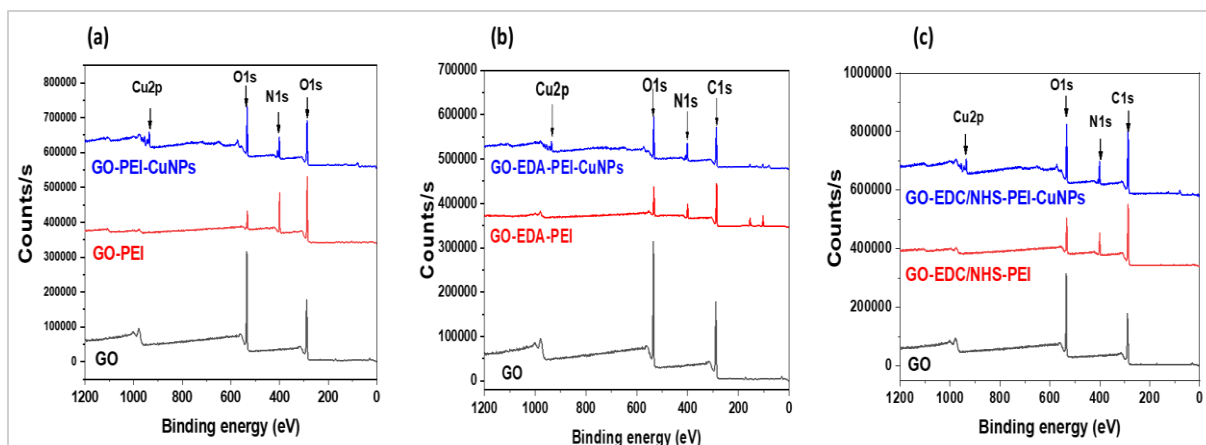 (a)
800000
700000
600000
500000
400000
300000
200000
100000
0
Counts/s
Cu2p
O1s
N1s
O1s
GO-PEI-CuNPs
GO-PEI
GO
1200 1000 800 600 400 200 0
Binding energy (eV)
(b)
700000
600000
500000
400000
300000
200000
100000
0
Counts/s
Cu2p
O1s
N1s
C1s
GO-EDA-PEI-CuNPs
GO-EDA-PEI
GO
1200 1000 800 600 400 200 0
Binding energy (eV)
(c)
1000000
800000
600000
400000
200000
0
Counts/s
Cu2p
O1s
N1s
C1s
GO-EDC/NHS-PEI-CuNPs
GO-EDC/NHS-PEI
GO
1200 1000 800 600 400 200 0
Binding energy (eV)